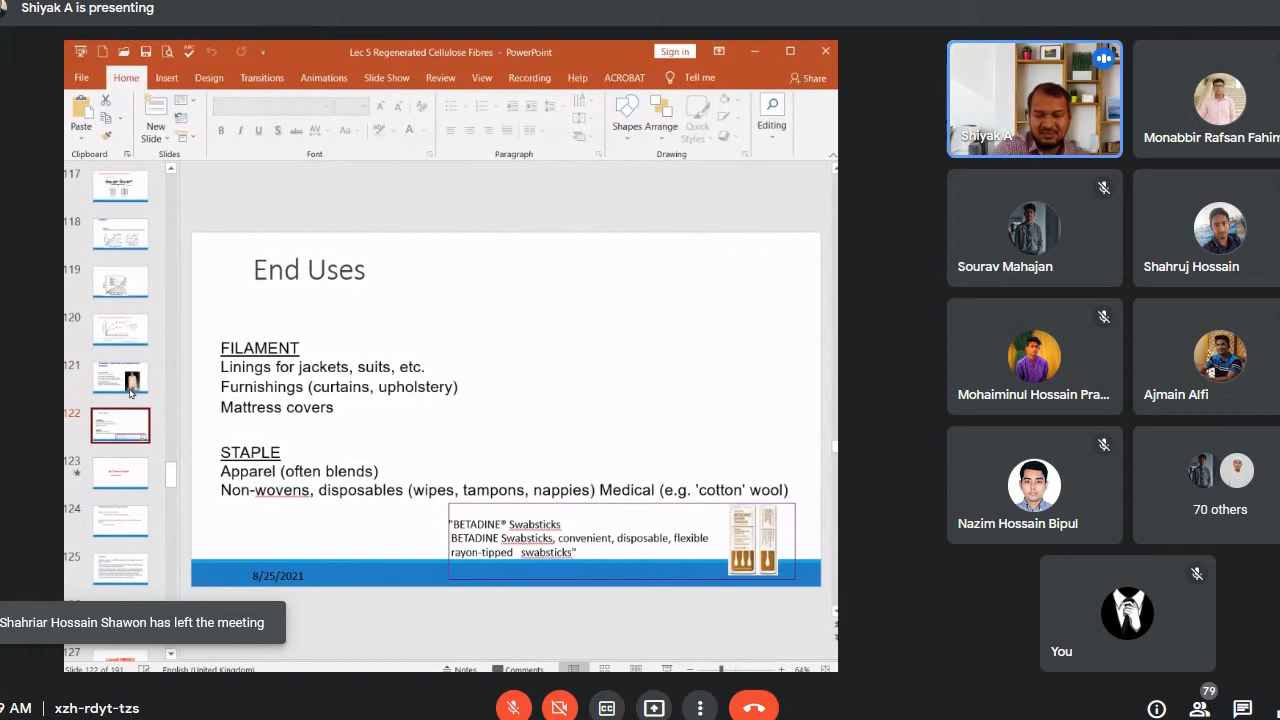 Shiyak A is presenting
Lec 5 Regenerated Cellulose Fibres - PowerPoint
Sign in
File Home Insert Design Transitions Animations Slide Show Review View Recording Help ACROBAT Tell me Share
Paste
New
Slide
Shapes Arrange Quick
Styles
Editing
Clipboard Slides Font Paragraph Drawing
117
118
119
120
121
122
123
124
125
127
End Uses
FILAMENT
Linings for jackets, suits, etc.
Furnishings (curtains, upholstery)
Mattress covers
STAPLE
Apparel (often blends)
Non-wovens, disposables (wipes, tampons, nappies) Medical (e.g. 'cotton' wool)
"BETADINE® Swabsticks
BETADINE Swabsticks, convenient, disposable, flexible
rayon-tipped swabsticks"
8/25/2021
Shahriar Hossain Shawon has left the meeting
Slide 122 of 191 English (United Kingdom) Notes Comments 64%
Shiyak A
Monabbir Rafsan Fahim
Sourav Mahajan
Shahruj Hossain
Mohaiminul Hossain Pra...
Ajmain Alfi
Nazim Hossain Bipul
70 others
You
9 AM xzh-rdyt-tzs
79